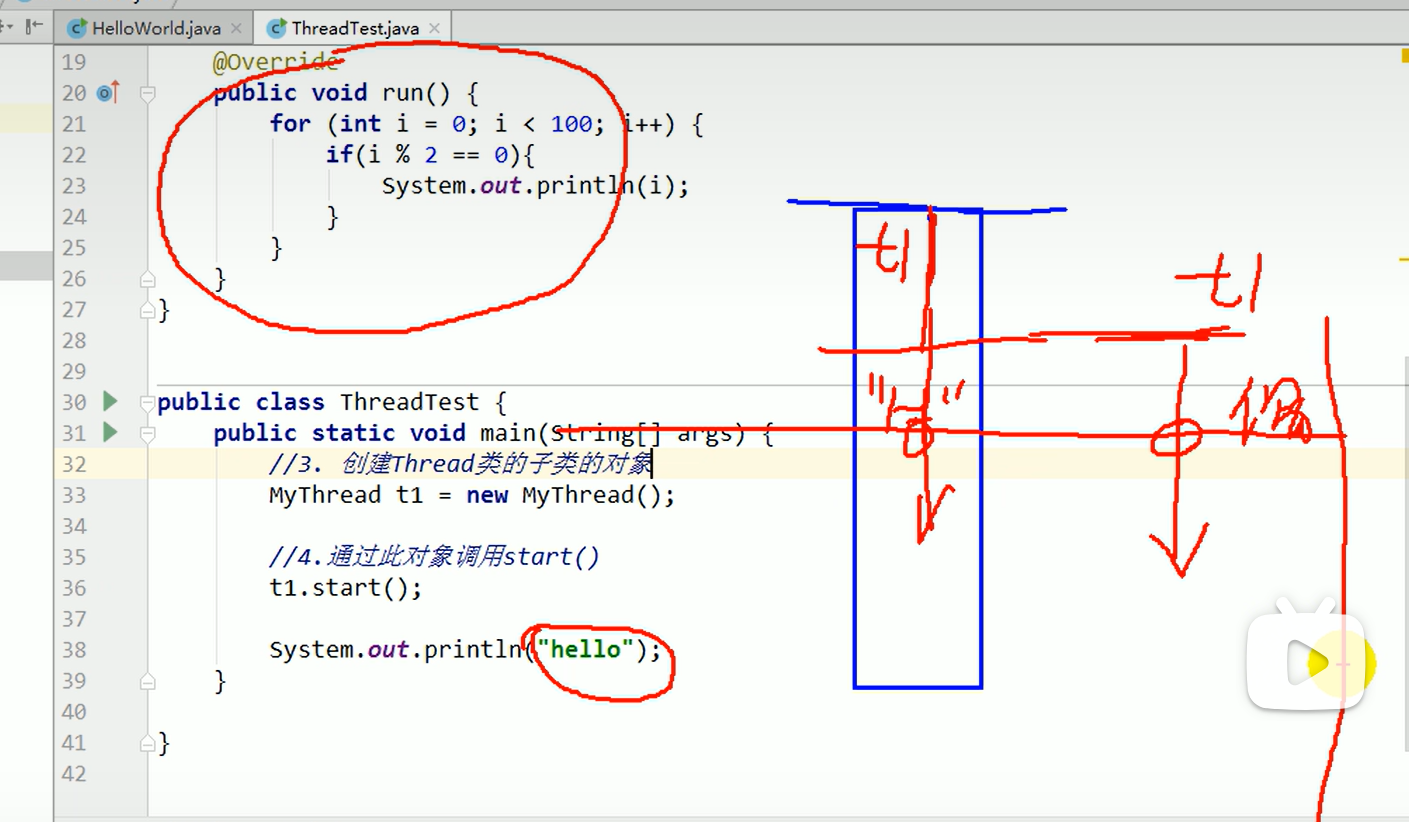 HelloWorld.java
ThreadTest.java
19 @Override
20 public void run() {
21 for (int i = 0; i < 100; i++) {
22 if(i % 2 == 0){
23 System.out.println(i);
24 }
25 }
26 }
27 }
28
29
30 public class ThreadTest {
31 public static void main(String[] args) {
32 //3. 创建Thread类的子类的对象
33 MyThread t1 = new MyThread();
34
35 //4.通过此对象调用start()
36 t1.start();
37
38 System.out.println("hello");
39 }
40
41 }
42
t1
t1